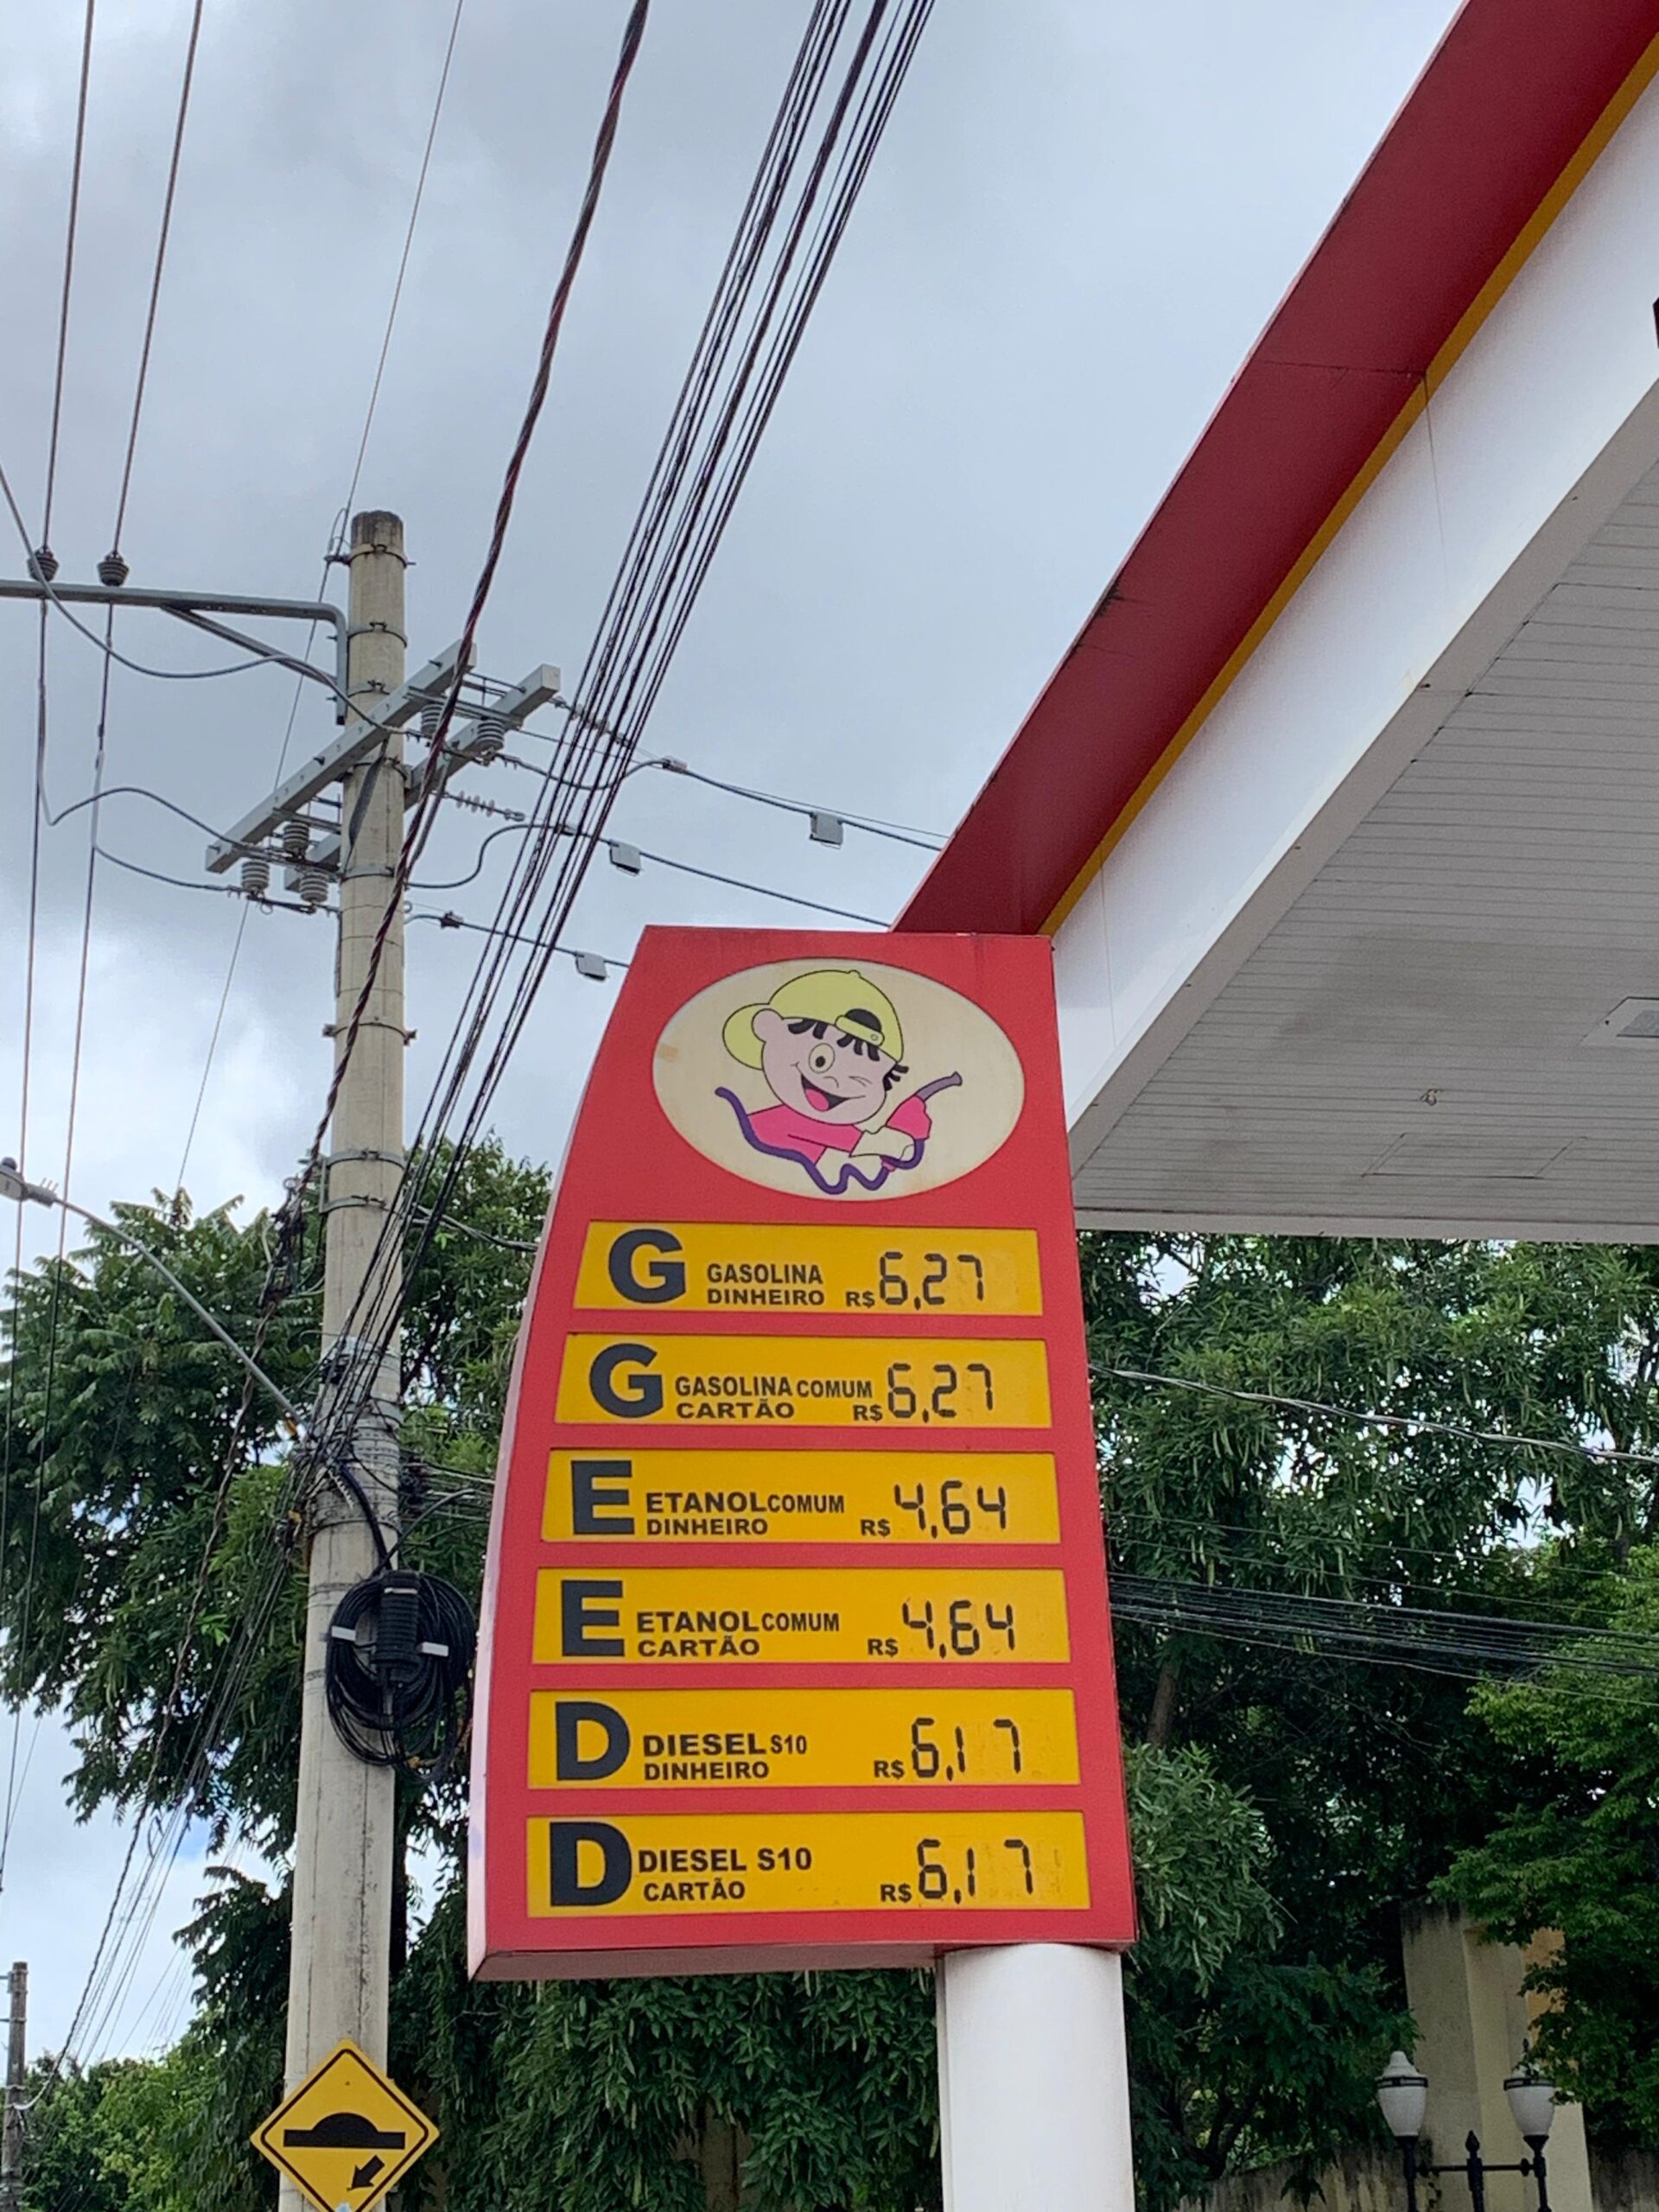 G GASOLINA
DINHEIRO R$ 6,27
G GASOLINA COMUM
CARTÃO R$ 6,27
E ETANOL COMUM
DINHEIRO R$ 4,64
E ETANOL COMUM
CARTÃO R$ 4,64
D DIESEL S10
DINHEIRO R$ 6,17
D DIESEL S10
CARTÃO R$ 6,17